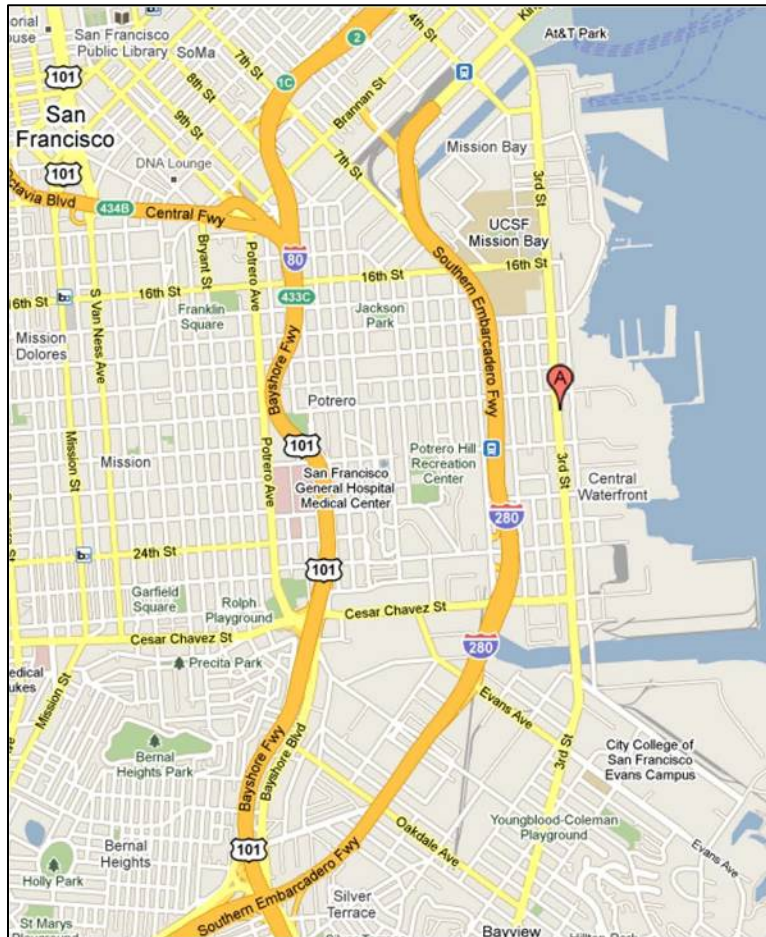 orial
ouse
San Francisco
Public Library
SoMa
7th St
8th St
9th St
1C
2
4th St
At&T Park
101
San
Francisco
101
DNA Lounge
Brannan St
7th St
Mission Bay
3rd St
Octavia Blvd
434B
Central Fwy
UCSF
Mission Bay
Bryant St
Potrero Ave
80
Southern Embarcadero Fwy
16th St
16th St
16th St
433C
S Van Ness Ave
Franklin
Square
Jackson
Park
Mission
Dolores
Bayshore Fwy
A
Potrero
Mission St
Mission
Potrero Ave
101
San Francisco
General Hospital
Medical Center
Potrero Hill
Recreation
Center
3rd St
Central
Waterfront
280
24th St
101
Garfield
Square
Rolph
Playground
Cesar Chavez St
Cesar Chavez St
edical
ukes
Precita Park
Mission St
280
Evans Ave
Bernal
Heights Park
Bayshore Fwy
Bayshore Blvd
3rd St
City College of
San Francisco
Evans Campus
Bernal
Heights
101
Oakdale Ave
Youngblood-Coleman
Playground
Evans Ave
Holly Park
Southern Embarcadero Fwy
Silver
Terrace
St Marys
Bayview